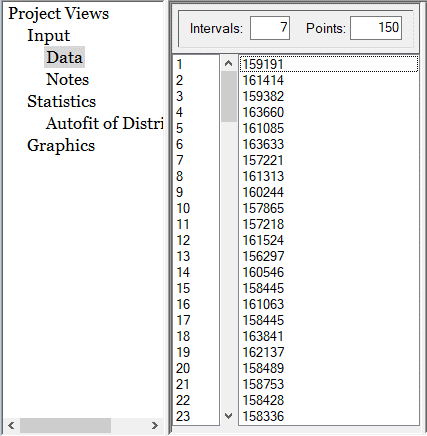 Project Views
Input
Data
Notes
Statistics
Autofit of Distri
Graphics
Intervals: 7 Points: 150
1 159191
2 161414
3 159382
4 163660
5 161085
6 163633
7 157221
8 161313
9 160244
10 157865
11 157218
12 161524
13 156297
14 160546
15 158445
16 161063
17 158445
18 163841
19 162137
20 158489
21 158753
22 158428
23 158336